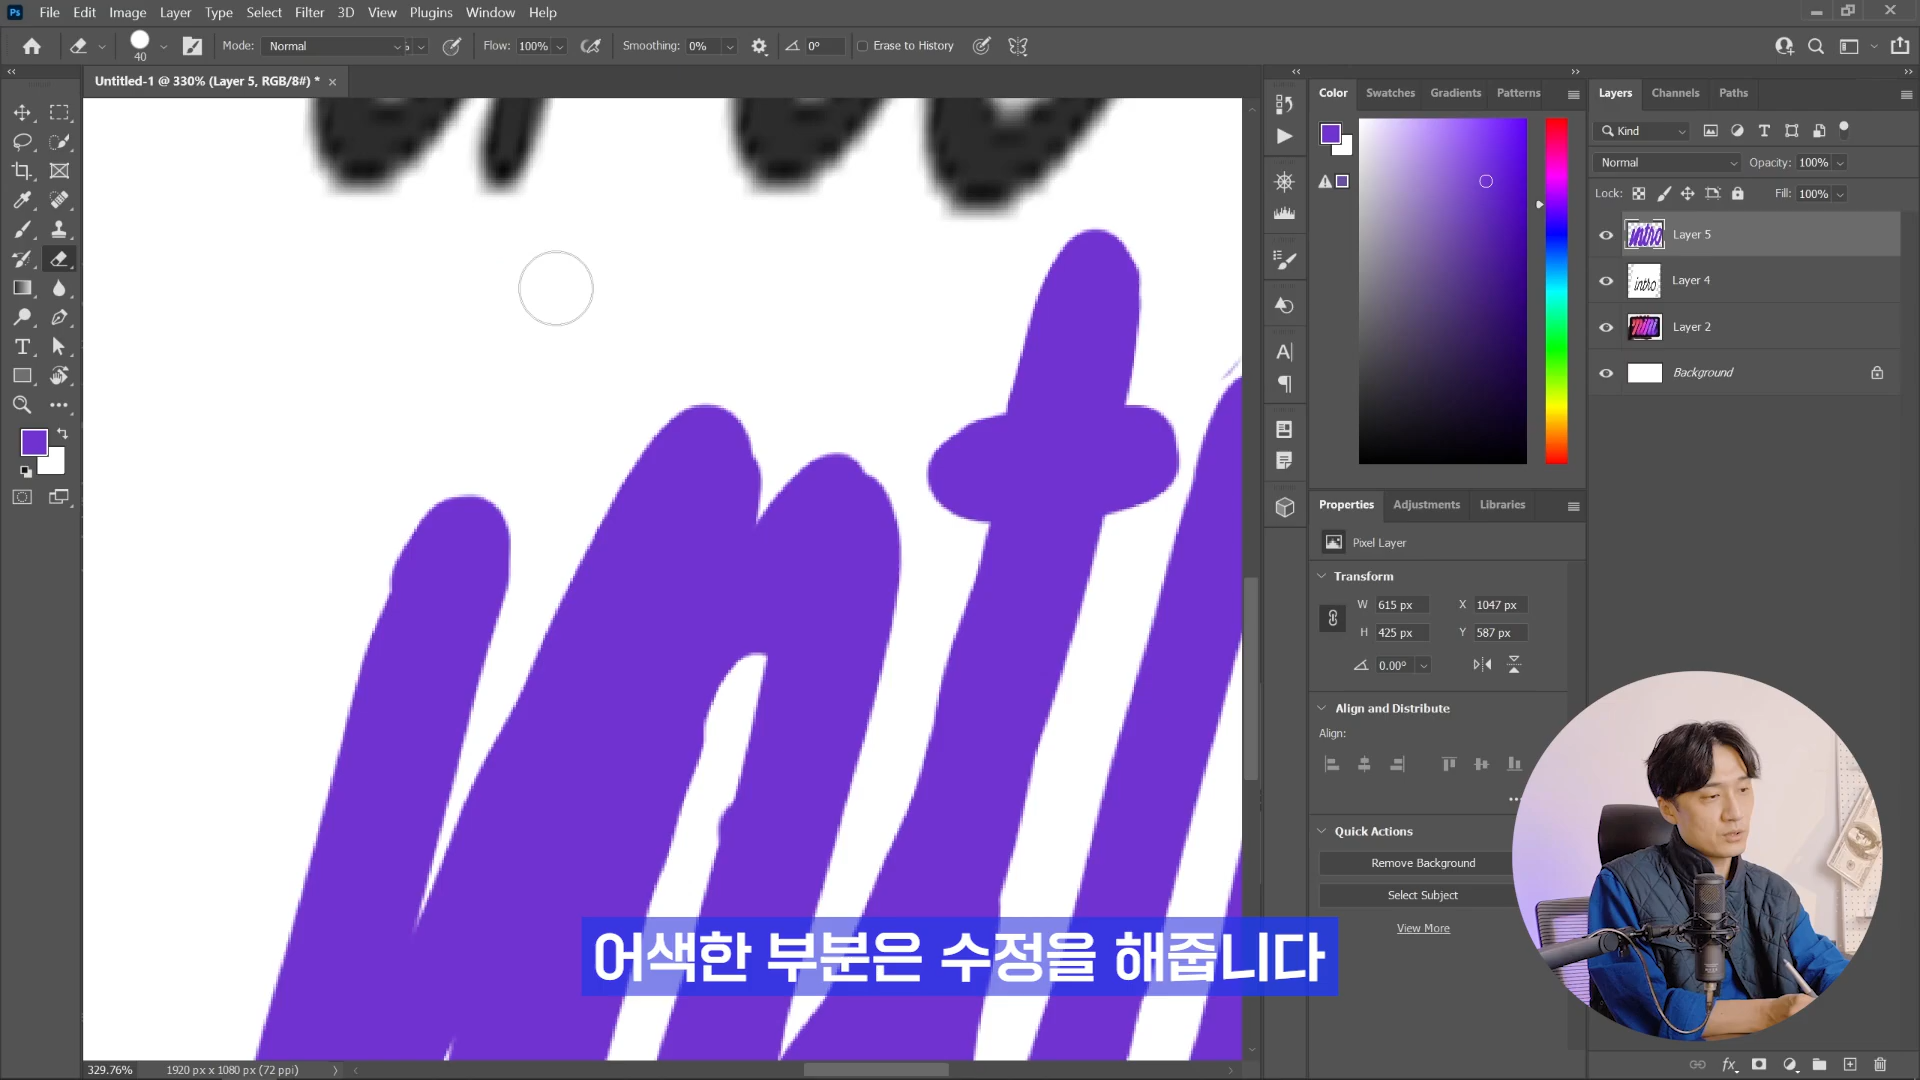 Ps File Edit Image Layer Type Select Filter 3D View Plugins Window Help
40 Mode: Normal Flow: 100% Smoothing: 0% 0° Erase to History
Untitled-1 @ 330% (Layer 5, RGB/8#) * ×
Color Swatches Gradients Patterns
Layers Channels Paths
Kind
Normal Opacity: 100%
Lock: Fill: 100%
Layer 5
Layer 4
Layer 2
Background
Properties Adjustments Libraries
Pixel Layer
Transform
W 615 px X 1047 px
H 425 px Y 587 px
0.00°
Align and Distribute
Align:
Quick Actions
Remove Background
Select Subject
View More
어색한 부분은 수정을 해줍니다
329.76% 1920 px x 1080 px (72 ppi)